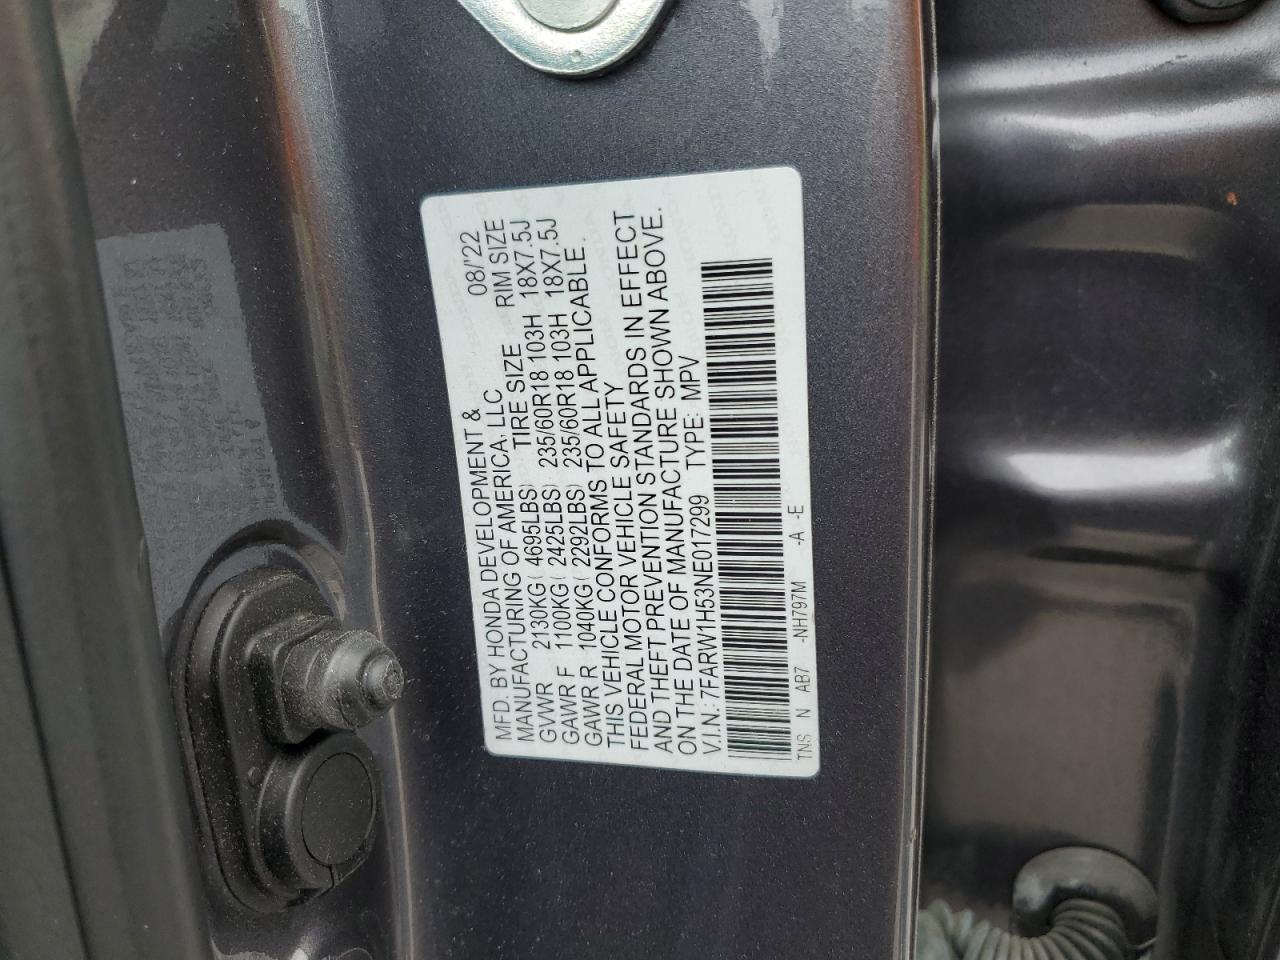 MFD. BY HONDA DEVELOPMENT & 08/22
MANUFACTURING OF AMERICA, LLC
TIRE SIZE RIM SIZE
GVWR 2130KG( 4695LBS)
GAWR F 1100KG( 2425LBS) 235/60R18 103H 18X7.5J
GAWR R 1040KG( 2292LBS) 235/60R18 103H 18X7.5J
THIS VEHICLE CONFORMS TO ALL APPLICABLE
FEDERAL MOTOR VEHICLE SAFETY
AND THEFT PREVENTION STANDARDS IN EFFECT
ON THE DATE OF MANUFACTURE SHOWN ABOVE.
V.I.N.: 7FARW1H53NE017299 TYPE: MPV
TNS N AB7 -NH797M -A -E